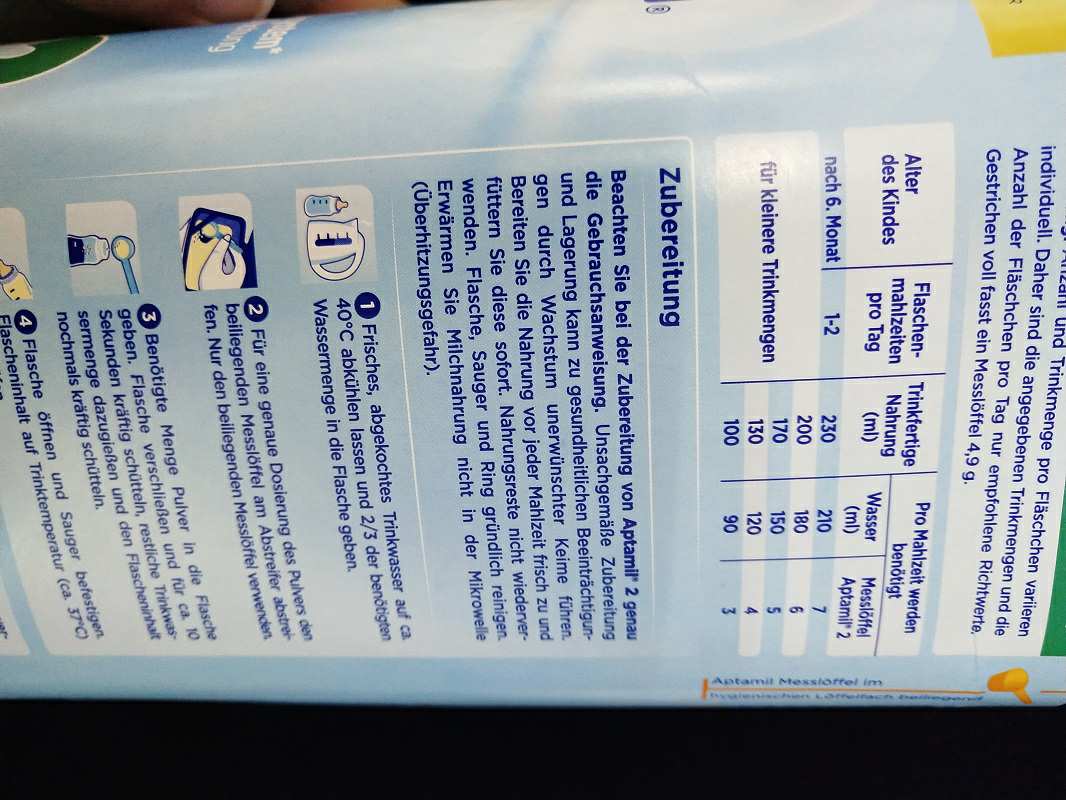 ®
individuell. Daher sind die angegebenen Trinkmengen und die
Anzahl der Fläschchen pro Tag nur empfohlene Richtwerte.
Gestrichen voll fasst ein Messlöffel 4,9 g.
Alter des Kindes Flaschenmahlzeiten pro Tag Trinkfertige Nahrung (ml) Pro Mahlzeit werden benötigt
Wasser (ml) Messlöffel Aptamil® 2
nach 6. Monat 1-2 230 210 7
200 180 6
für kleinere Trinkmengen 170 150 5
130 120 4
100 90 3
Aptamil Messlöffel im
hygienischen Löffelfach beiliegend
Zubereitung
Beachten Sie bei der Zubereitung von Aptamil® 2 genau
die Gebrauchsanweisung. Unsachgemäße Zubereitung
und Lagerung kann zu gesundheitlichen Beeinträchtigun-
gen durch Wachstum unerwünschter Keime führen.
Bereiten Sie die Nahrung vor jeder Mahlzeit frisch zu und
füttern Sie diese sofort. Nahrungsreste nicht wiederver-
wenden. Flasche, Sauger und Ring gründlich reinigen.
Erwärmen Sie Milchnahrung nicht in der Mikrowelle
(Überhitzungsgefahr).
1 Frisches, abgekochtes Trinkwasser auf ca.
40°C abkühlen lassen und 2/3 der benötigten
Wassermenge in die Flasche geben.
2 Für eine genaue Dosierung des Pulvers den
beiliegenden Messlöffel am Abstreifer abstrei-
fen. Nur den beiliegenden Messlöffel verwenden.
3 Benötigte Menge Pulver in die Flasche
geben. Flasche verschließen und für ca. 10
Sekunden kräftig schütteln, restliche Trinkwas-
sermenge dazugießen und den Flascheninhalt
nochmals kräftig schütteln.
4 Flasche öffnen und Sauger befestigen.
Flascheninhalt auf Trinktemperatur (ca. 37°C)